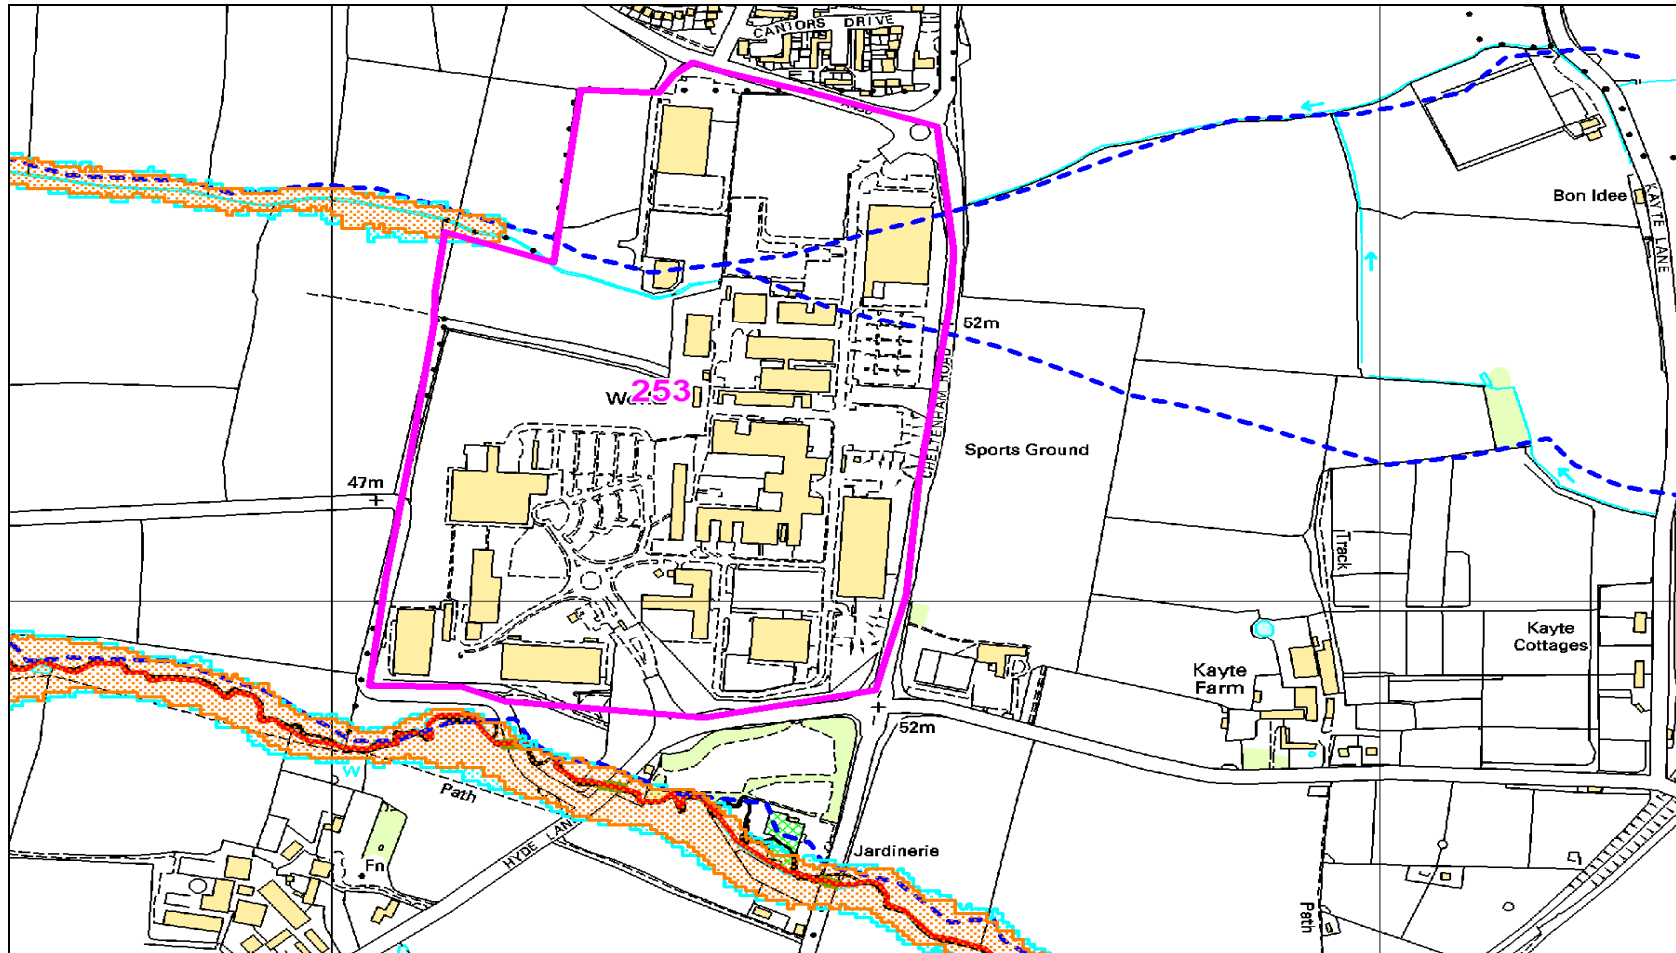 CANTORS DRIVE
Bon Idee
KAYTE LANE
52m
253
CHELTENHAM ROAD
Sports Ground
47m
Track
Kayte
Cottages
Kayte
Farm
52m
W
Path
HYDE LANE
Jardinerie
Fn
Path